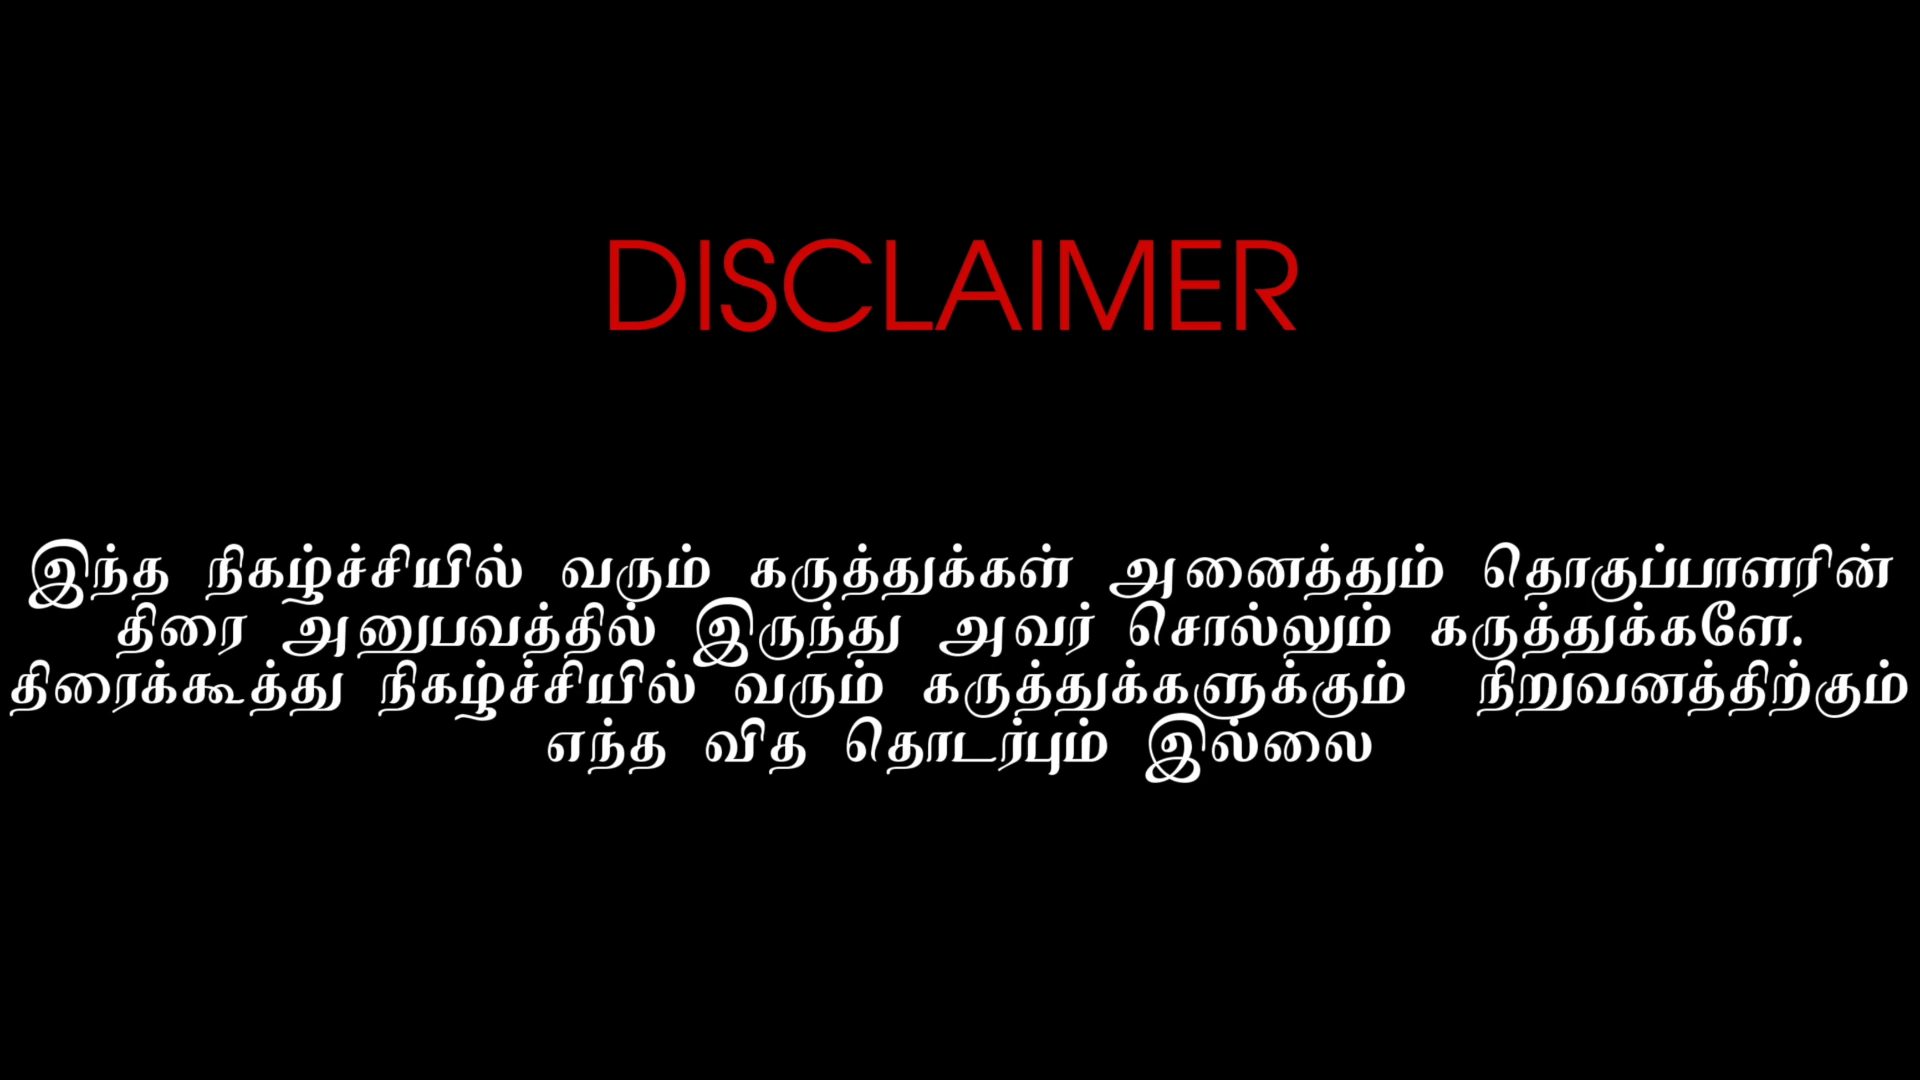 DISCLAIMER
இந்த நிகழ்ச்சியில் வரும் கருத்துக்கள் அனைத்தும் தொகுப்பாளரின்
திரை அனுபவத்தில் இருந்து அவர் சொல்லும் கருத்துக்களே.
திரைக்கூத்து நிகழ்ச்சியில் வரும் கருத்துக்களுக்கும் நிறுவனத்திற்கும்
எந்த வித தொடர்பும் இல்லை